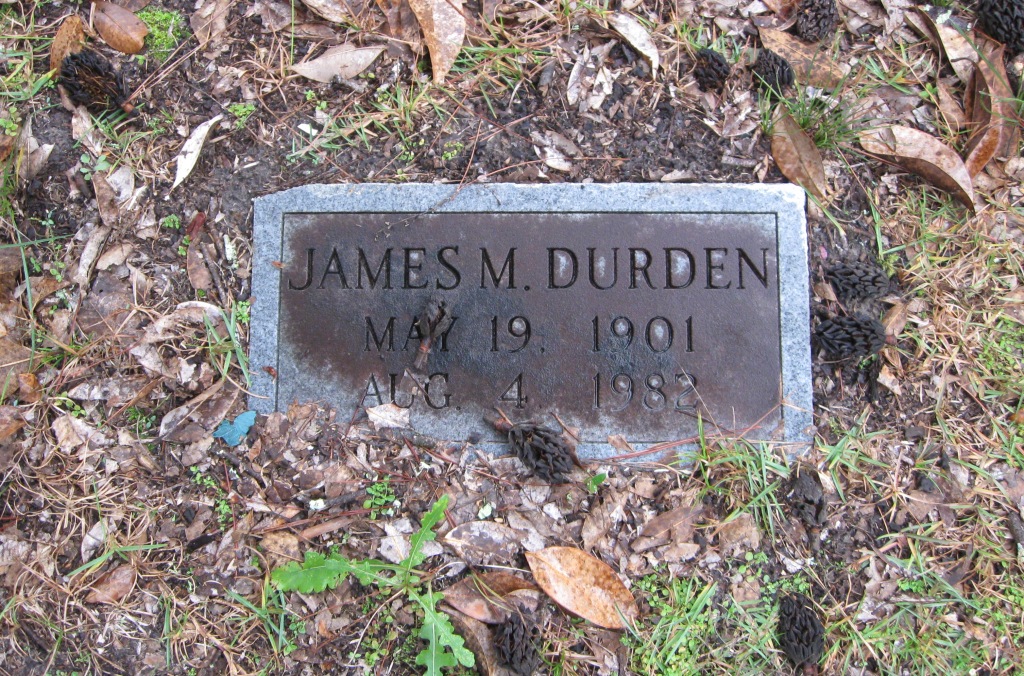 JAMES M. DURDEN
MAY 19. 1901
AUG. 4 1982